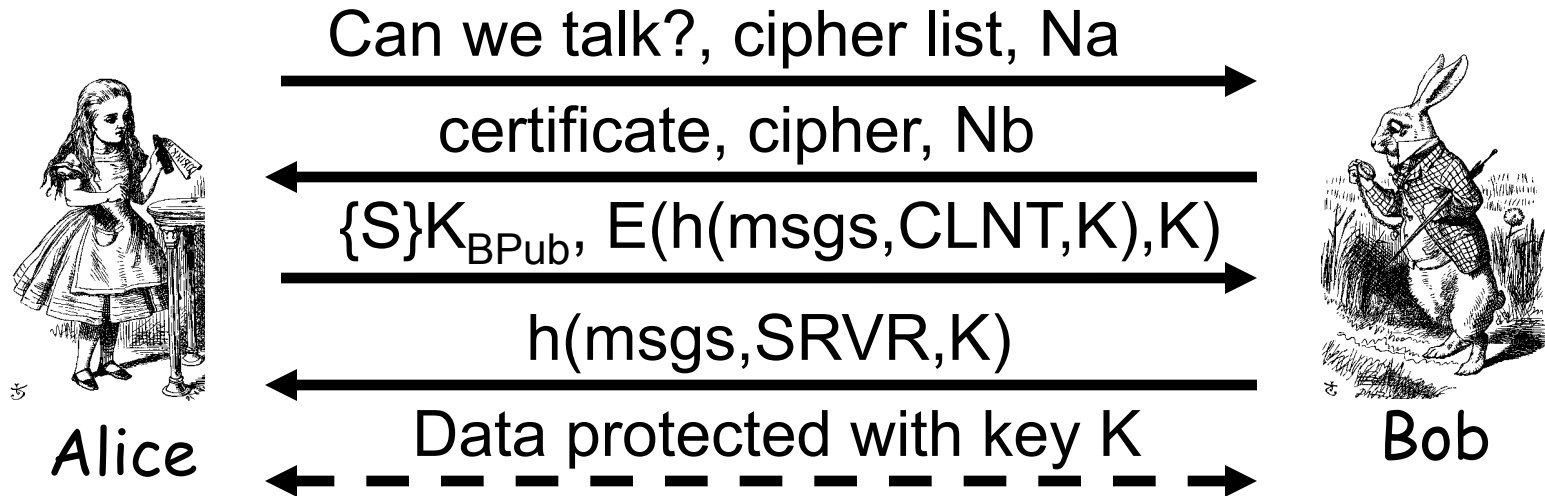 Can we talk?, cipher list, Na
certificate, cipher, Nb
{S}K_BPub, E(h(msgs,CLNT,K),K)
h(msgs,SRVR,K)
Data protected with key K
Alice
Bob